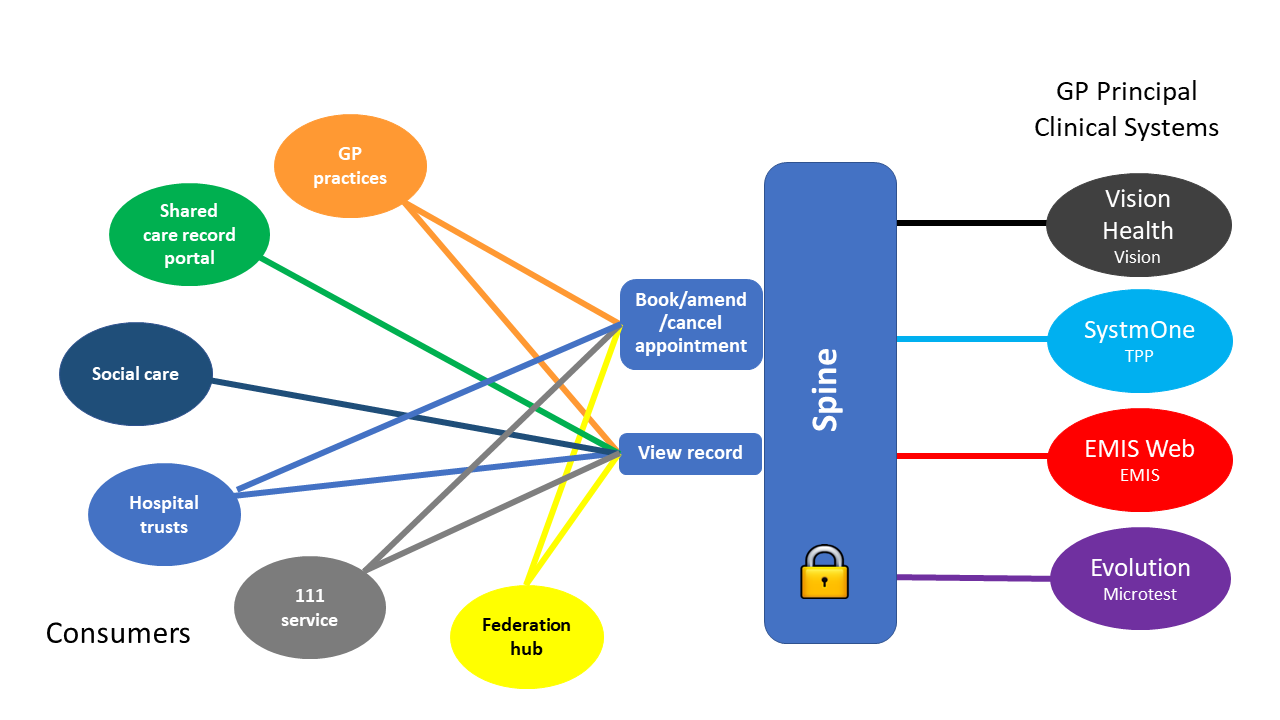 GP Principal
Clinical Systems
GP
practices
Shared
care record
portal
Social care
Hospital
trusts
111
service
Federation
hub
Consumers
Book/amend
/cancel
appointment
View record
Spine
Vision
Health
Vision
SystmOne
TPP
EMIS Web
EMIS
Evolution
Microtest